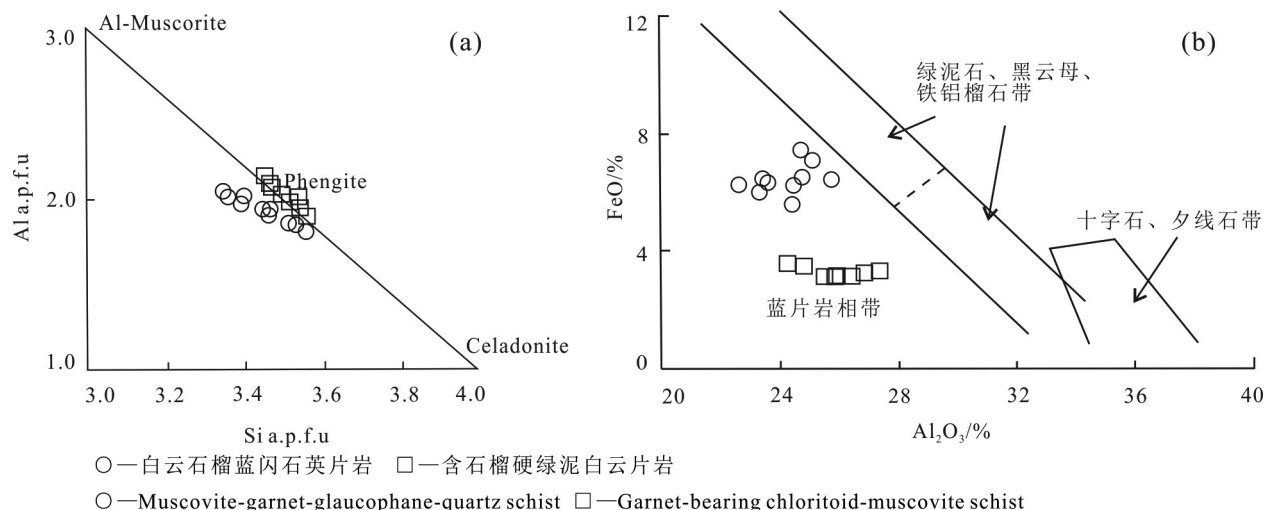 Al-Muscorite
(a)
3.0
Phengite
2.0
Al a.p.f.u
Celadonite
1.0
3.0 3.2 3.4 3.6 3.8 4.0
Si a.p.f.u
(b)
12
绿泥石、黑云母、
铁铝榴石带
8
FeO/%
十字石、夕线石带
4
蓝片岩相带
0
20 24 28 32 36 40
Al₂O₃/%
○—白云石榴蓝闪石英片岩 □—含石榴硬绿泥白云片岩
○—Muscovite-garnet-glaucophane-quartz schist □—Garnet-bearing chloritoid-muscovite schist